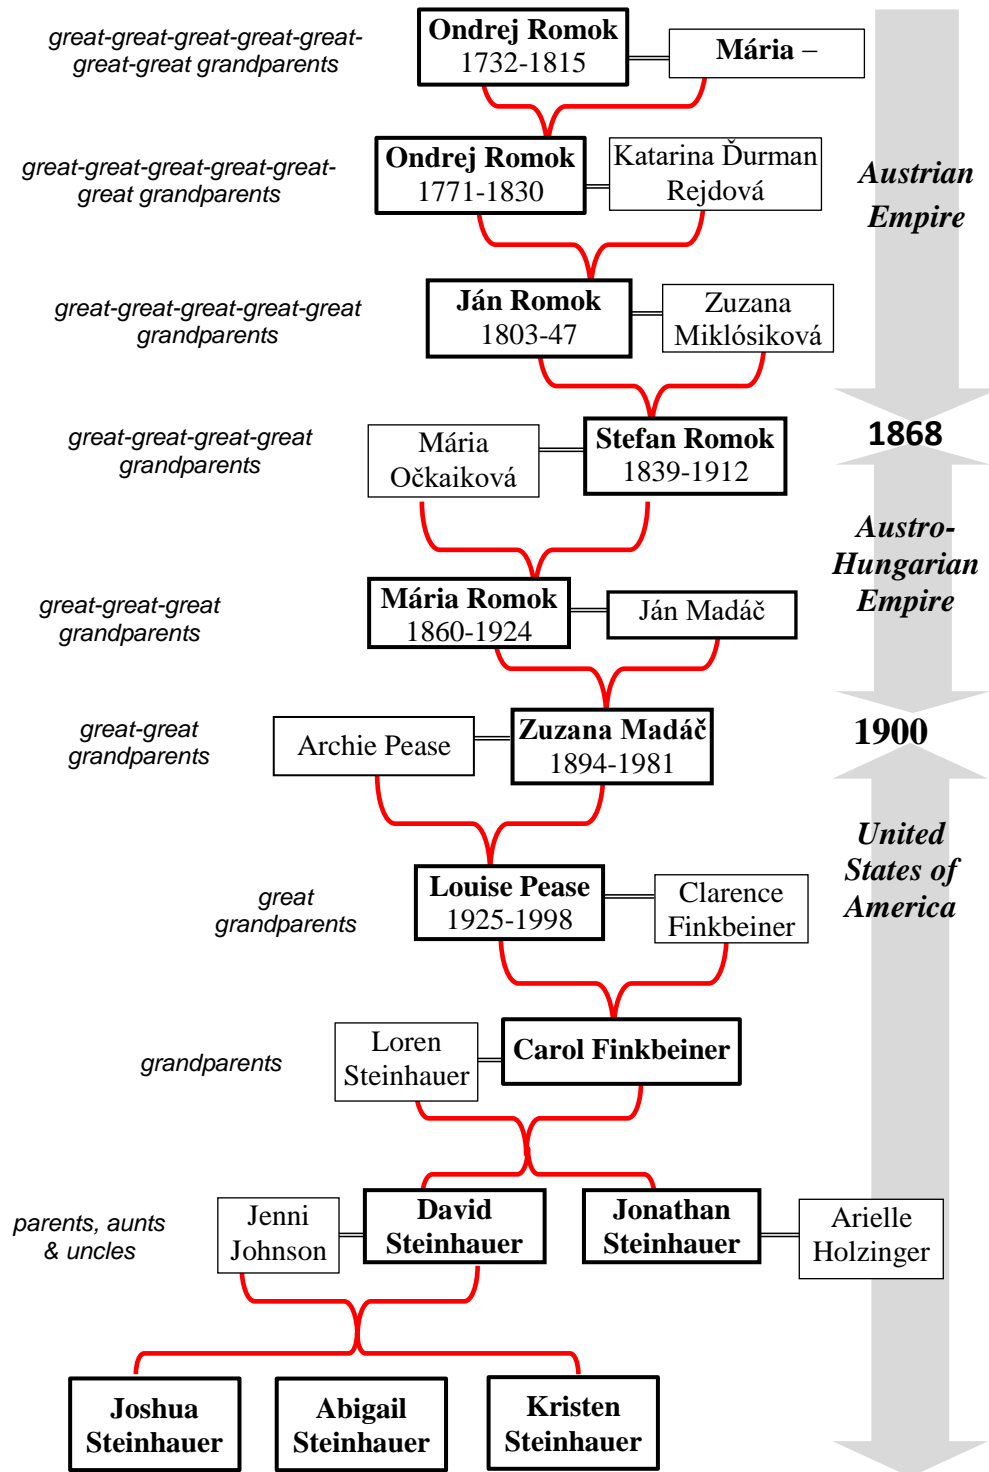 great-great-great-great-great-
great-great grandparents
Ondrej Romok
1732-1815
Mária –
great-great-great-great-great-
great grandparents
Ondrej Romok
1771-1830
Katarina Ďurman
Rejdová
Austrian
Empire
great-great-great-great-great
grandparents
Ján Romok
1803-47
Zuzana
Miklósiková
great-great-great-great
grandparents
Mária
Očkaiková
Stefan Romok
1839-1912
1868
Austro-
Hungarian
Empire
great-great-great
grandparents
Mária Romok
1860-1924
Ján Madáč
great-great
grandparents
Archie Pease
Zuzana Madáč
1894-1981
1900
United
States of
America
great
grandparents
Louise Pease
1925-1998
Clarence
Finkbeiner
grandparents
Loren
Steinhauer
Carol Finkbeiner
parents, aunts
& uncles
Jenni
Johnson
David
Steinhauer
Jonathan
Steinhauer
Arielle
Holzinger
Joshua
Steinhauer
Abigail
Steinhauer
Kristen
Steinhauer